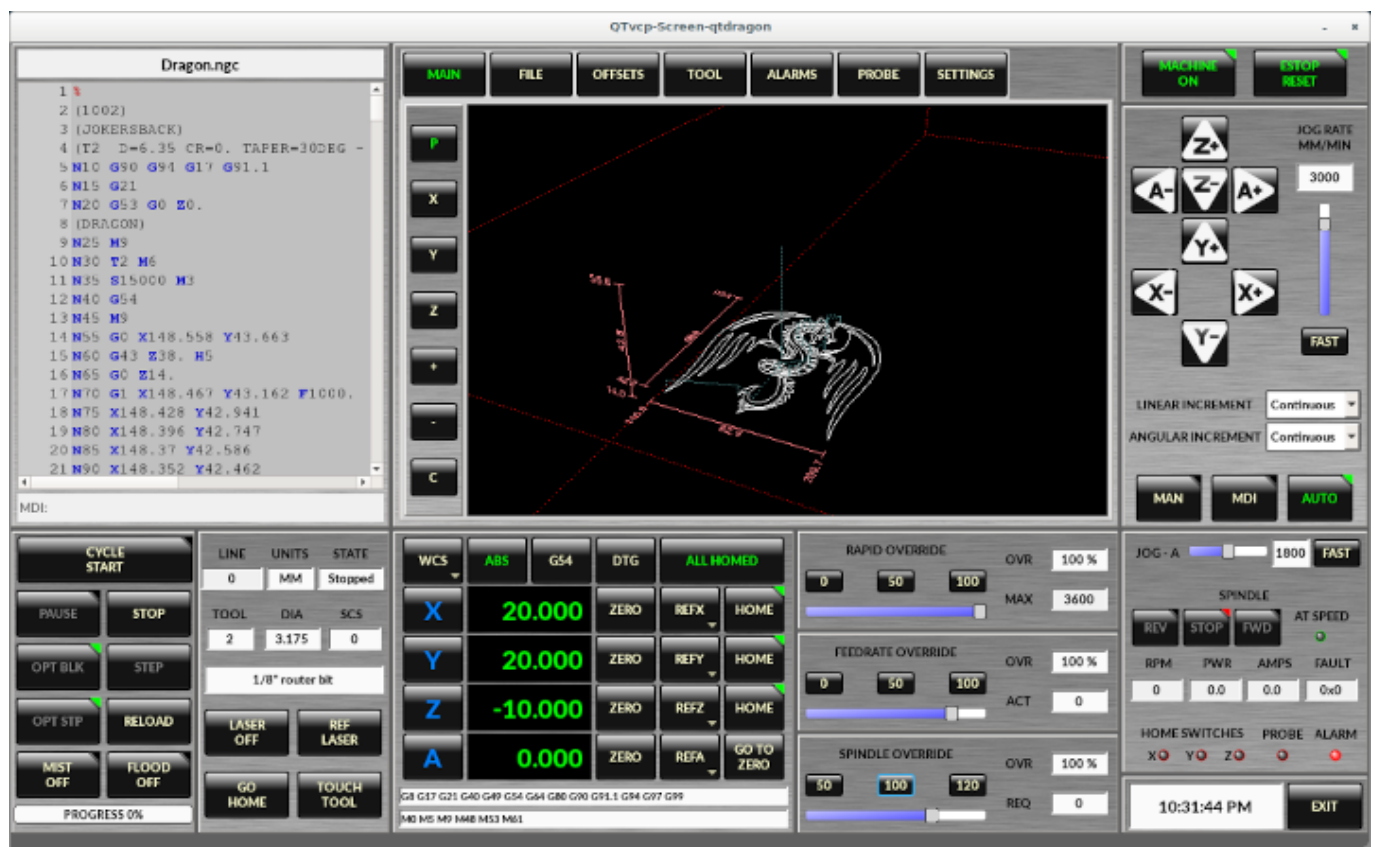 QTvcp-Screen-qtdragon
Dragon.ngc
1 %
2 (1002)
3 (JOKERSBACK)
4 (T2 D=6.35 CR=0. TAPER=30DEG -
5 N10 G90 G94 G17 G91.1
6 N15 G21
7 N20 G53 G0 Z0.
8 (DRAGON)
9 N25 M9
10 N30 T2 M6
11 N35 S15000 M3
12 N40 G54
13 N45 M9
14 N55 G0 X148.558 Y43.663
15 N60 G43 Z38. H5
16 N65 G0 Z14.
17 N70 G1 X148.467 Y43.162 F1000.
18 N75 X148.428 Y42.941
19 N80 X148.396 Y42.747
20 N85 X148.37 Y42.586
21 N90 X148.352 Y42.462
MDI:
MAIN FILE OFFSETS TOOL ALARMS PROBE SETTINGS
P
X
Y
Z
+
-
C
MACHINE ON
ESTOP RESET
JOG RATE
MM/MIN
3000
Z+
A- Z- A+
Y+
X- X+
Y-
FAST
LINEAR INCREMENT Continuous
ANGULAR INCREMENT Continuous
MAN MDI AUTO
CYCLE
START
PAUSE STOP
OPT BLK STEP
OPT STP RELOAD
MIST OFF
FLOOD OFF
PROGRESS 0%
LINE UNITS STATE
0 MM Stopped
TOOL DIA SCS
2 3.175 0
1/8" router bit
LASER OFF
REF LASER
GO HOME
TOUCH TOOL
WCS ABS G54 DTG ALL HOMED
X 20.000 ZERO REFX HOME
Y 20.000 ZERO REFY HOME
Z -10.000 ZERO REFZ HOME
A 0.000 ZERO REFA GO TO ZERO
G8 G17 G21 G40 G49 G54 G64 G80 G90 G91.1 G94 G97 G99
M0 M5 M9 M48 M53 M61
RAPID OVERRIDE
0 50 100
OVR 100 %
MAX 3600
FEEDRATE OVERRIDE
0 50 100
OVR 100 %
ACT 0
SPINDLE OVERRIDE
50 100 120
OVR 100 %
REQ 0
JOG - A 1800 FAST
SPINDLE
REV STOP FWD AT SPEED
RPM PWR AMPS FAULT
0 0.0 0.0 0x0
HOME SWITCHES PROBE ALARM
X Y Z
10:31:44 PM EXIT